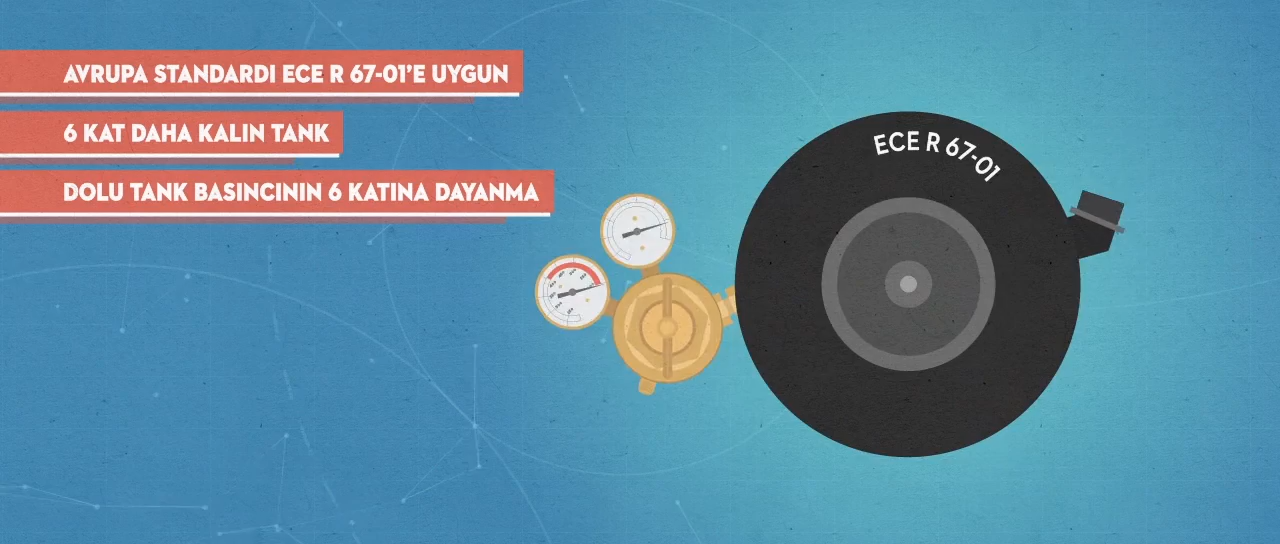 AVRUPA STANDARDI ECE R 67-01'E UYGUN
6 KAT DAHA KALIN TANK
DOLU TANK BASINCININ 6 KATINA DAYANMA
ECE R 67-01